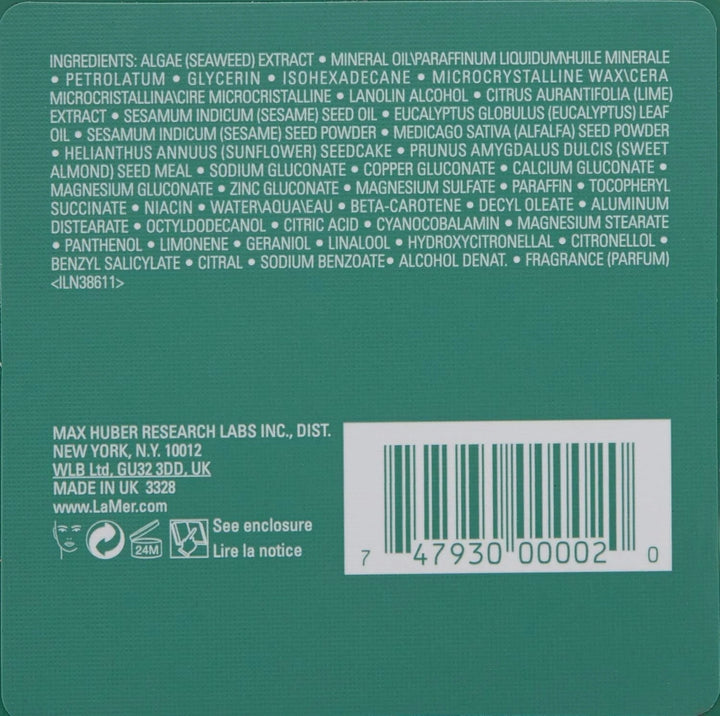 INGREDIENTS: ALGAE (SEAWEED) EXTRACT • MINERAL OIL\PARAFFINUM LIQUIDUM\HUILE MINERALE
• PETROLATUM • GLYCERIN • ISOHEXADECANE • MICROCRYSTALLINE WAX\CERA
MICROCRISTALLINA\CIRE MICROCRISTALLINE • LANOLIN ALCOHOL • CITRUS AURANTIFOLIA (LIME)
EXTRACT • SESAMUM INDICUM (SESAME) SEED OIL • EUCALYPTUS GLOBULUS (EUCALYPTUS) LEAF
OIL • SESAMUM INDICUM (SESAME) SEED POWDER • MEDICAGO SATIVA (ALFALFA) SEED POWDER
• HELIANTHUS ANNUUS (SUNFLOWER) SEEDCAKE • PRUNUS AMYGDALUS DULCIS (SWEET
ALMOND) SEED MEAL • SODIUM GLUCONATE • COPPER GLUCONATE • CALCIUM GLUCONATE •
MAGNESIUM GLUCONATE • ZINC GLUCONATE • MAGNESIUM SULFATE • PARAFFIN • TOCOPHERYL
SUCCINATE • NIACIN • WATER\AQUA\EAU • BETA-CAROTENE • DECYL OLEATE • ALUMINUM
DISTEARATE • OCTYLDODECANOL • CITRIC ACID • CYANOCOBALAMIN • MAGNESIUM STEARATE
• PANTHENOL • LIMONENE • GERANIOL • LINALOOL • HYDROXYCITRONELLAL • CITRONELLOL •
BENZYL SALICYLATE • CITRAL • SODIUM BENZOATE• ALCOHOL DENAT. • FRAGRANCE (PARFUM)
<ILN38611>
MAX HUBER RESEARCH LABS INC., DIST.
NEW YORK, N.Y. 10012
WLB Ltd, GU32 3DD, UK
MADE IN UK 3328
www.LaMer.com
24M
See enclosure
Lire la notice
7 47930 00002 0